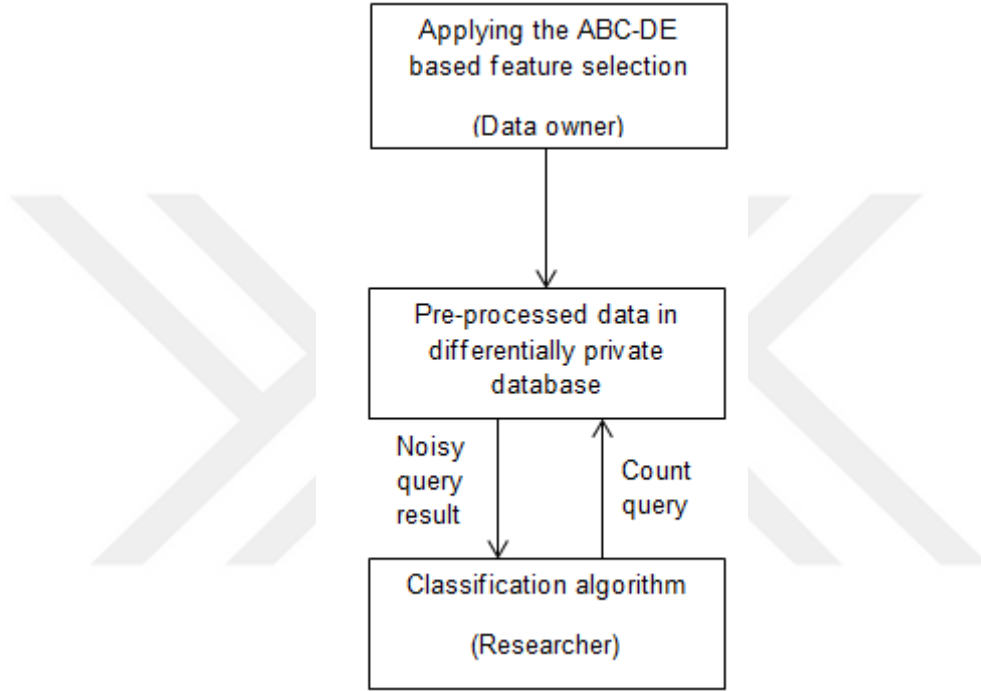 Applying the ABC-DE
based feature selection
(Data owner)
Pre-processed data in
differentially private
database
Noisy
query
result
Count
query
Classification algorithm
(Researcher)